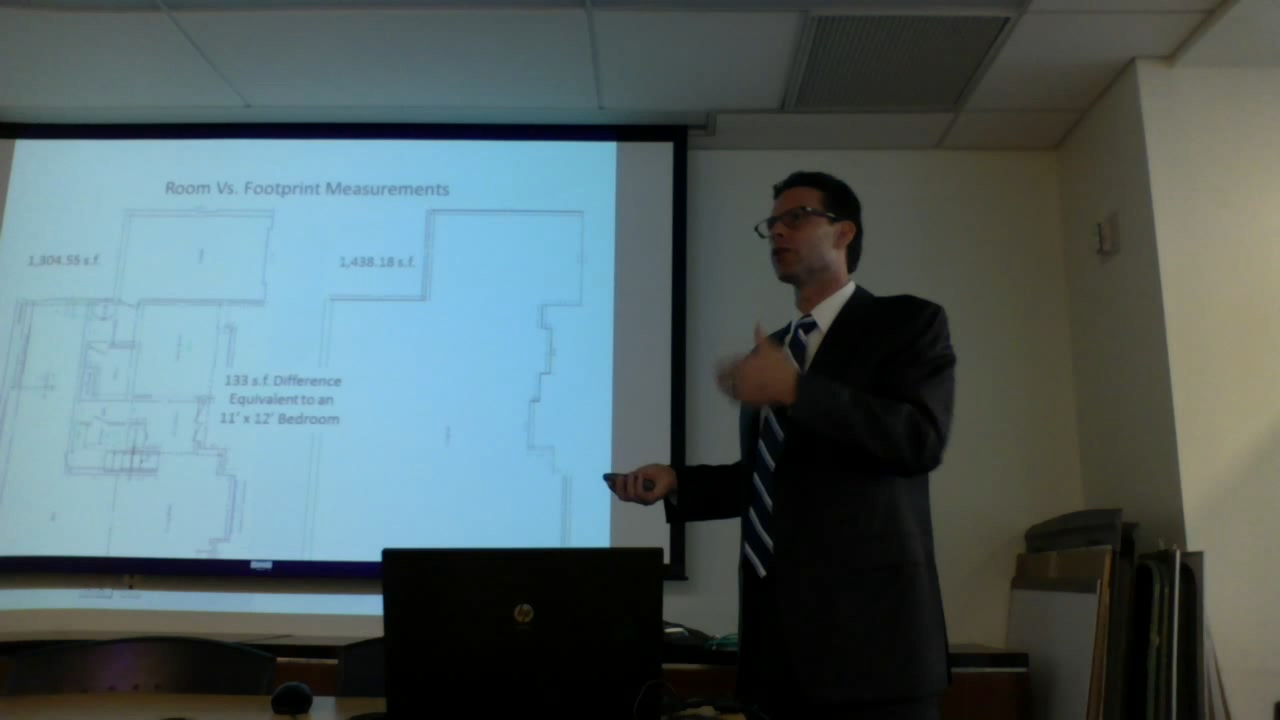 Room Vs. Footprint Measurements
1,304.55 s.f.
1,438.18 s.f.
133 s.f. Difference
Equivalent to an
11' x 12' Bedroom
hp